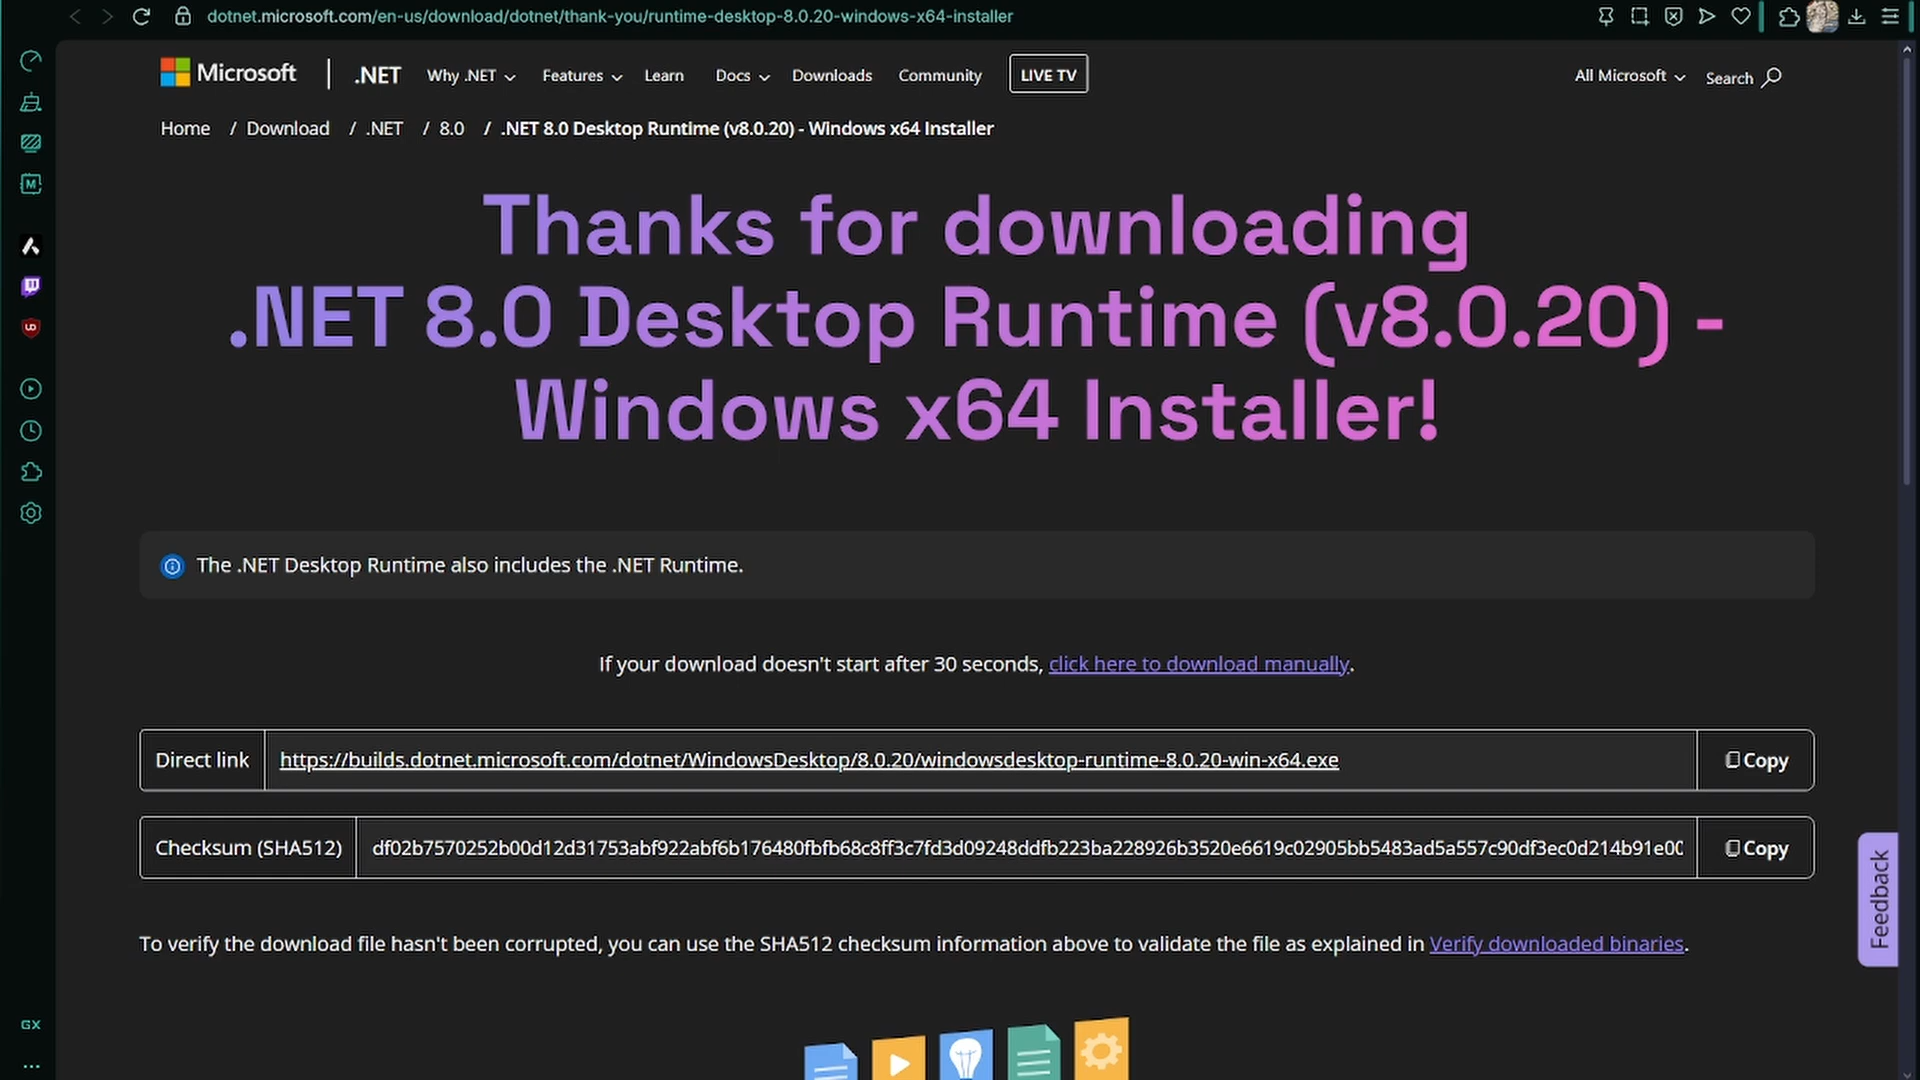 dotnet.microsoft.com/en-us/download/dotnet/thank-you/runtime-desktop-8.0.20-windows-x64-installer
Microsoft | .NET Why .NET Features Learn Docs Downloads Community LIVE TV All Microsoft Search
Home / Download / .NET / 8.0 / .NET 8.0 Desktop Runtime (v8.0.20) - Windows x64 Installer
Thanks for downloading
.NET 8.0 Desktop Runtime (v8.0.20) -
Windows x64 Installer!
The .NET Desktop Runtime also includes the .NET Runtime.
If your download doesn't start after 30 seconds, click here to download manually.
Direct link https://builds.dotnet.microsoft.com/dotnet/WindowsDesktop/8.0.20/windowsdesktop-runtime-8.0.20-win-x64.exe Copy
Checksum (SHA512) df02b7570252b00d12d31753abf922abf6b176480fbfb68c8ff3c7fd3d09248ddfb223ba228926b3520e6619c02905bb5483ad5a557c90df3ec0d214b91e00 Copy
Feedback
To verify the download file hasn't been corrupted, you can use the SHA512 checksum information above to validate the file as explained in Verify downloaded binaries.
GX